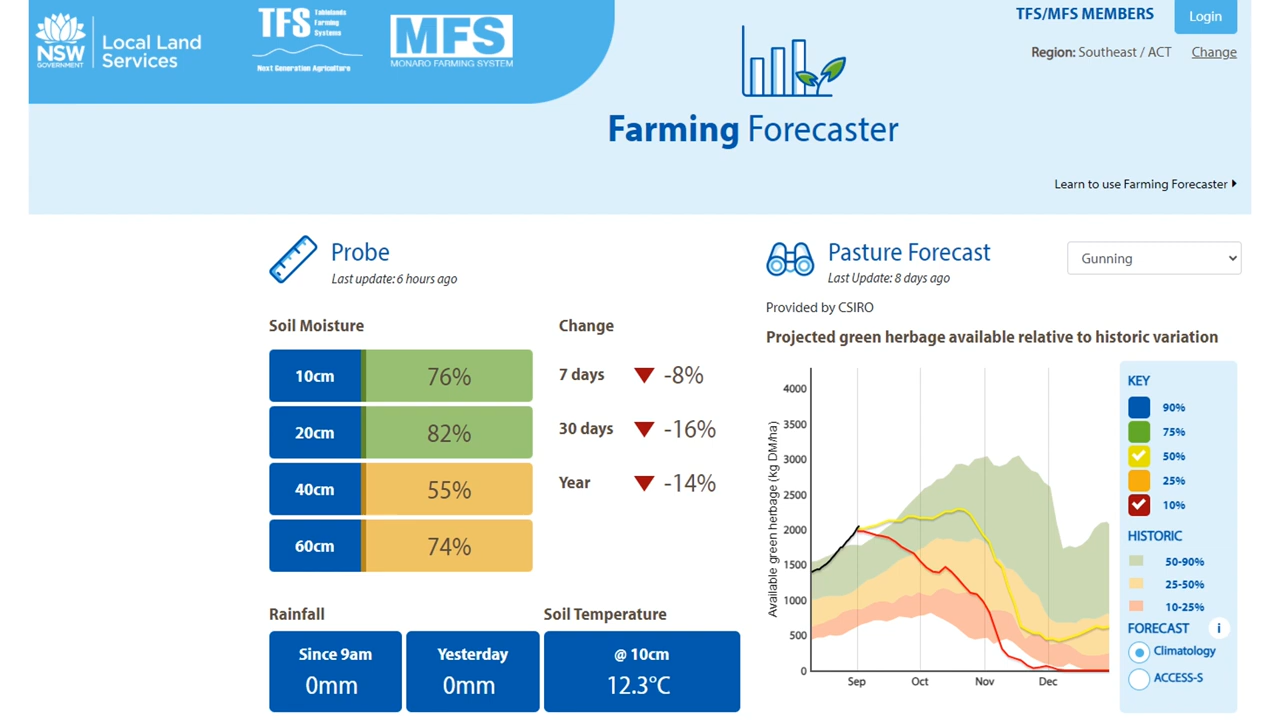 NSW
GOVERNMENT
Local Land
Services
TFS Tablelands
Farming
Systems
Next Generation Agriculture
MFS
MONARO FARMING SYSTEM
TFS/MFS MEMBERS
Login
Region: Southeast / ACT
Change
Farming Forecaster
Learn to use Farming Forecaster
Probe
Last update: 6 hours ago
Soil Moisture
Change
10cm
76%
20cm
82%
40cm
55%
60cm
74%
7 days
-8%
30 days
-16%
Year
-14%
Rainfall
Soil Temperature
Since 9am
0mm
Yesterday
0mm
@ 10cm
12.3°C
Pasture Forecast
Last Update: 8 days ago
Gunning
Provided by CSIRO
Projected green herbage available relative to historic variation
Available green herbage (kg DM/ha)
4000
3500
3000
2500
2000
1500
1000
500
0
Sep
Oct
Nov
Dec
KEY
90%
75%
50%
25%
10%
HISTORIC
50-90%
25-50%
10-25%
FORECAST i
Climatology
ACCESS-S